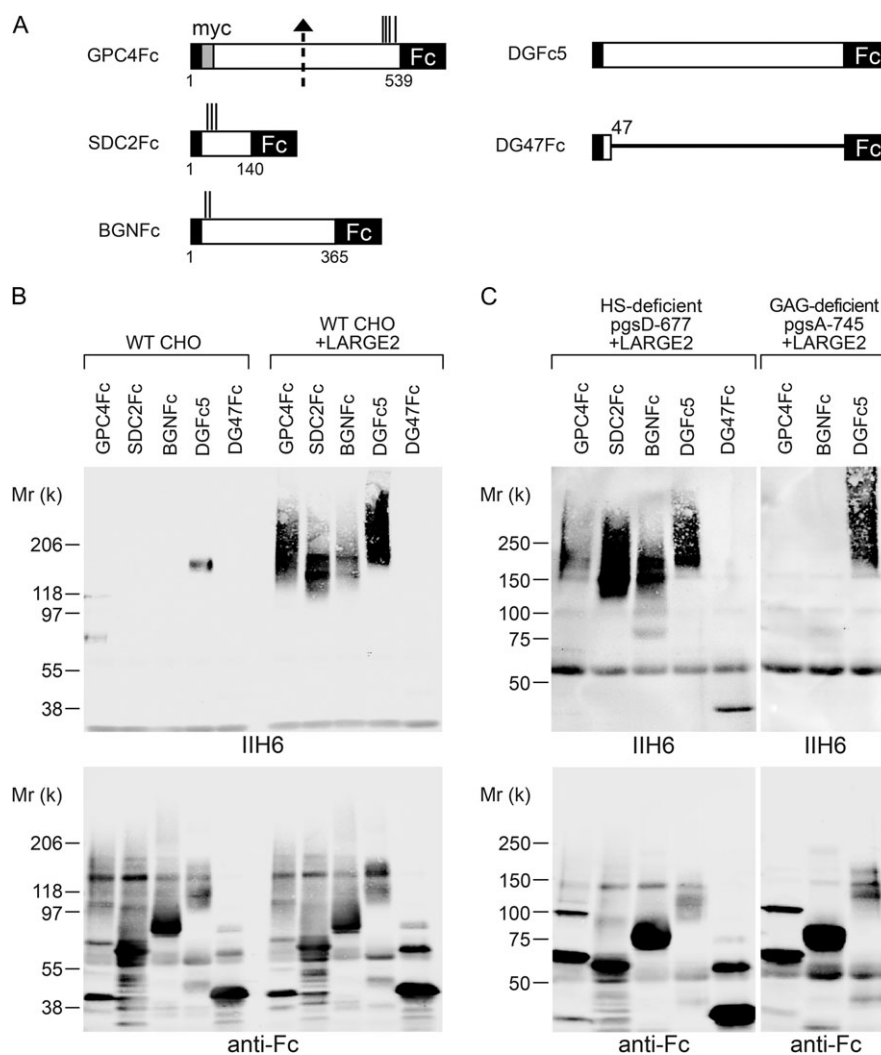 A
myc
GPC4Fc
Fc
1
539
SDC2Fc
Fc
1
140
BGNFc
Fc
1
365
DGFc5
Fc
DG47Fc
47
Fc
B
WT CHO
WT CHO
+LARGE2
GPC4Fc
SDC2Fc
BGNFc
DGFc5
DG47Fc
GPC4Fc
SDC2Fc
BGNFc
DGFc5
DG47Fc
Mr (k)
206
118
97
55
38
IIH6
Mr (k)
206
118
97
55
38
anti-Fc
C
HS-deficient
pgsD-677
+LARGE2
GAG-deficient
pgsA-745
+LARGE2
GPC4Fc
SDC2Fc
BGNFc
DGFc5
DG47Fc
GPC4Fc
BGNFc
DGFc5
Mr (k)
250
150
100
75
50
IIH6
IIH6
Mr (k)
250
150
100
75
50
anti-Fc
anti-Fc